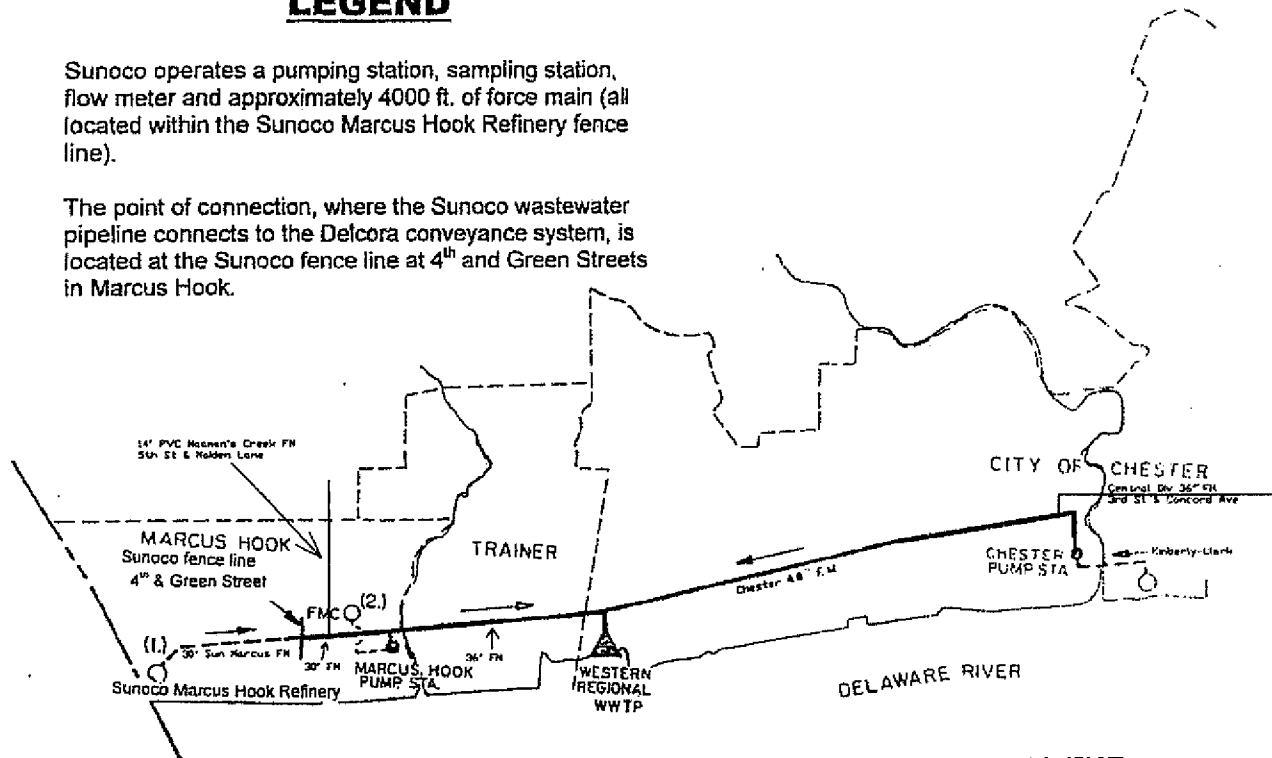 LEGEND
Sunoco operates a pumping station, sampling station,
flow meter and approximately 4000 ft. of force main (all
located within the Sunoco Marcus Hook Refinery fence
line).
The point of connection, where the Sunoco wastewater
pipeline connects to the Delcora conveyance system, is
located at the Sunoco fence line at 4th and Green Streets
in Marcus Hook.
14" PVC Naaman's Creek FM
5th St &  Lane
CITY OF CHESTER
Central Div 36" FM
3rd St & Concord Ave
MARCUS HOOK
Sunoco fence line
4th & Green Street
TRAINER
CHESTER
PUMP STA
Kimberly-Clark
Chester 48" F.M.
FMC
(2.)
(1.)
30" Sun Marcus FM
30" FM
36" FM
MARCUS HOOK
PUMP STA.
WESTERN
REGIONAL
WWTP
Sunoco Marcus Hook Refinery
DELAWARE RIVER